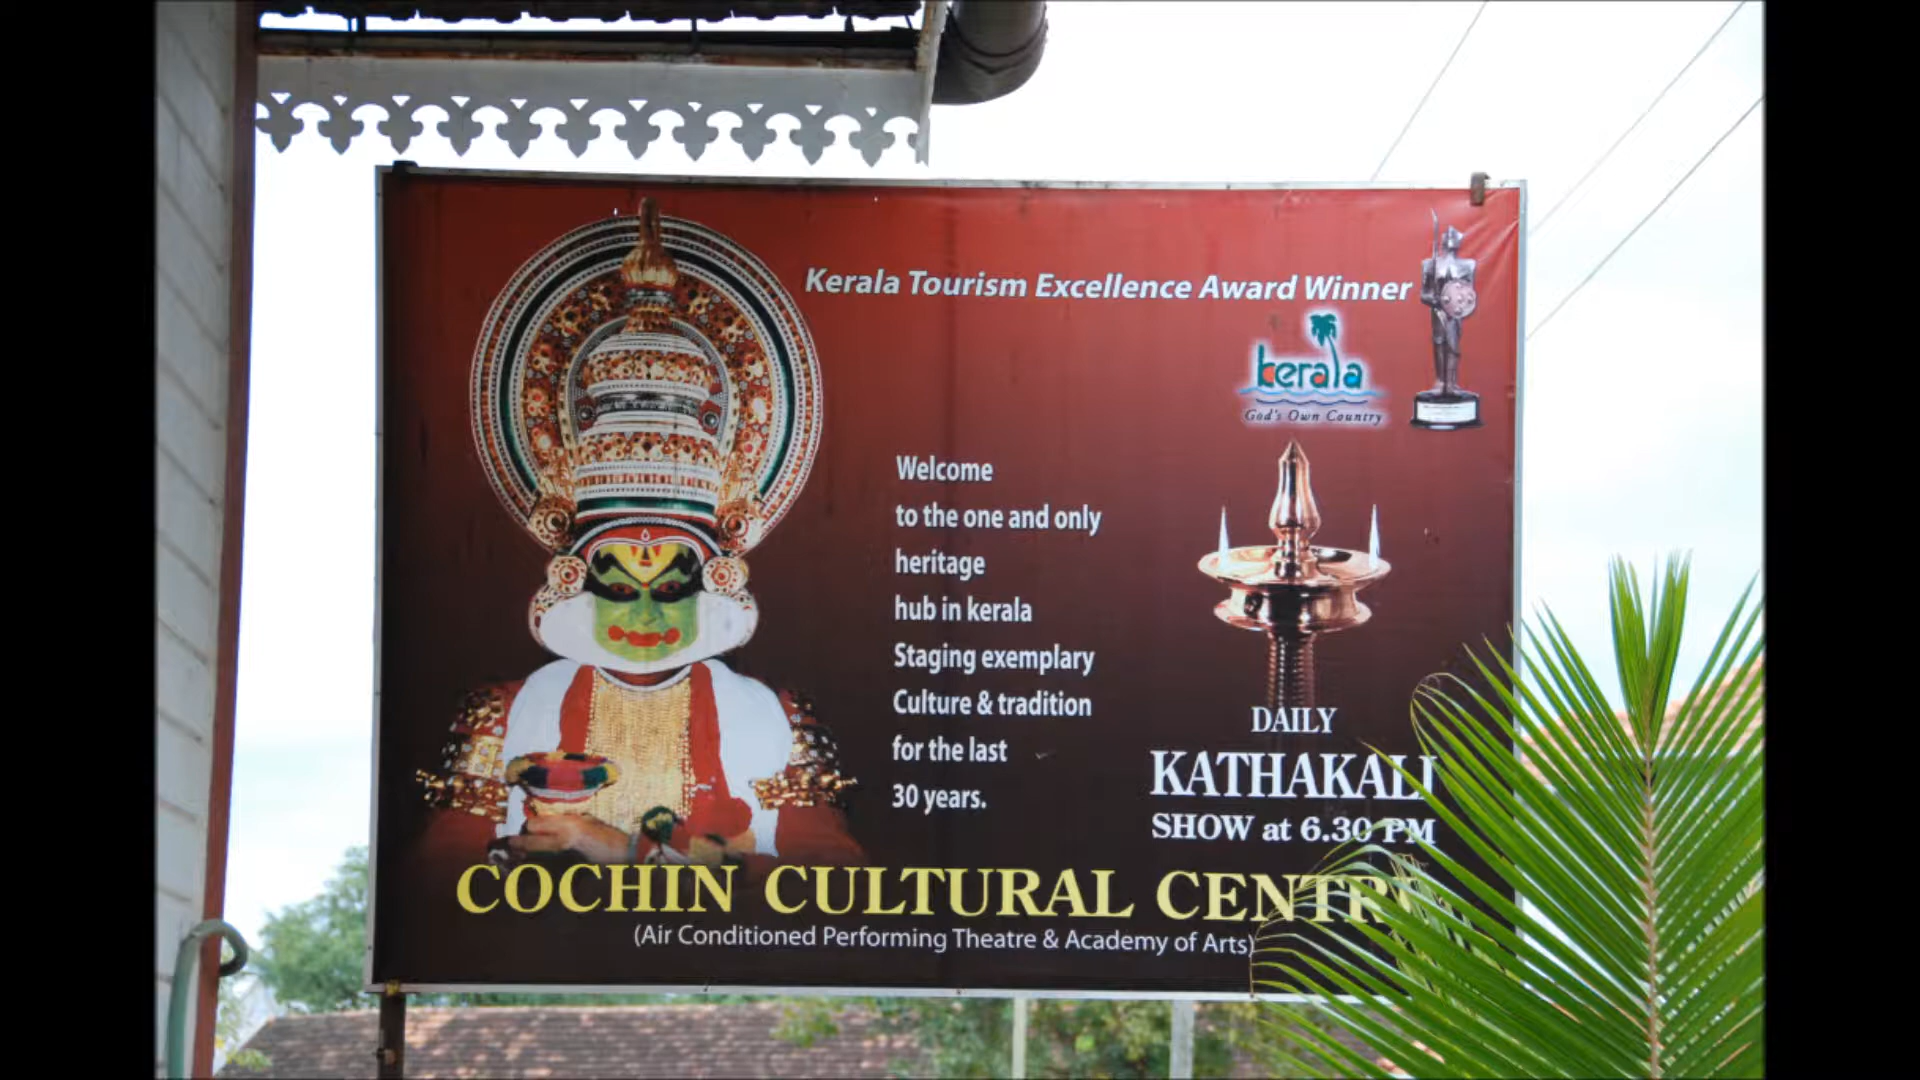 Kerala Tourism Excellence Award Winner
kerala
God's Own Country
Welcome
to the one and only
heritage
hub in kerala
Staging exemplary
Culture & tradition
for the last
30 years.
DAILY
KATHAKALI
SHOW at 6.30 PM
COCHIN CULTURAL CENTRE
(Air Conditioned Performing Theatre & Academy of Arts)